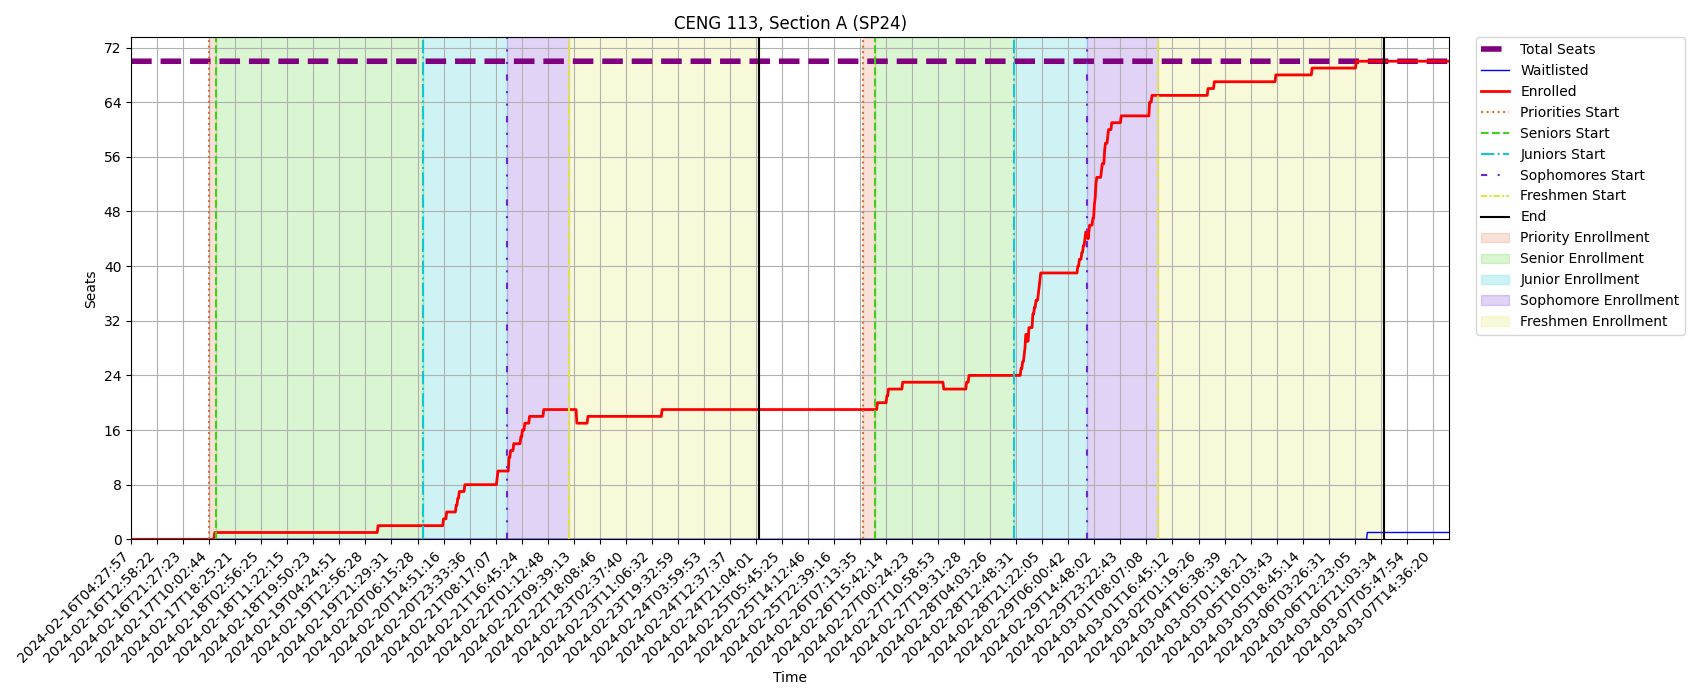 CENG 113, Section A (SP24)
Seats
72
64
56
48
40
32
24
16
8
0
2024-02-16T04:27:57
2024-02-16T12:58:22
2024-02-16T21:27:23
2024-02-17T10:02:44
2024-02-17T18:25:21
2024-02-18T02:56:25
2024-02-18T11:22:15
2024-02-18T19:50:23
2024-02-19T04:24:51
2024-02-19T12:56:28
2024-02-19T21:29:31
2024-02-20T06:15:28
2024-02-20T14:51:16
2024-02-20T23:33:36
2024-02-21T08:17:07
2024-02-21T16:45:24
2024-02-22T01:12:48
2024-02-22T09:39:13
2024-02-22T18:08:46
2024-02-23T02:37:40
2024-02-23T11:06:32
2024-02-23T19:32:59
2024-02-24T03:59:53
2024-02-24T12:37:37
2024-02-24T21:04:01
2024-02-25T05:45:25
2024-02-25T14:12:46
2024-02-25T22:39:16
2024-02-26T07:13:35
2024-02-26T15:42:14
2024-02-27T00:24:23
2024-02-27T10:58:53
2024-02-27T19:31:28
2024-02-28T04:03:26
2024-02-28T12:48:31
2024-02-28T21:22:05
2024-02-29T06:00:42
2024-02-29T14:48:02
2024-02-29T23:22:43
2024-03-01T08:07:08
2024-03-01T16:45:12
2024-03-02T01:19:26
2024-03-04T16:38:39
2024-03-05T01:18:21
2024-03-05T10:03:43
2024-03-05T18:45:14
2024-03-06T03:26:31
2024-03-06T12:23:05
2024-03-06T21:03:34
2024-03-07T05:47:54
2024-03-07T14:36:20
Time
Total Seats
Waitlisted
Enrolled
Priorities Start
Seniors Start
Juniors Start
Sophomores Start
Freshmen Start
End
Priority Enrollment
Senior Enrollment
Junior Enrollment
Sophomore Enrollment
Freshmen Enrollment